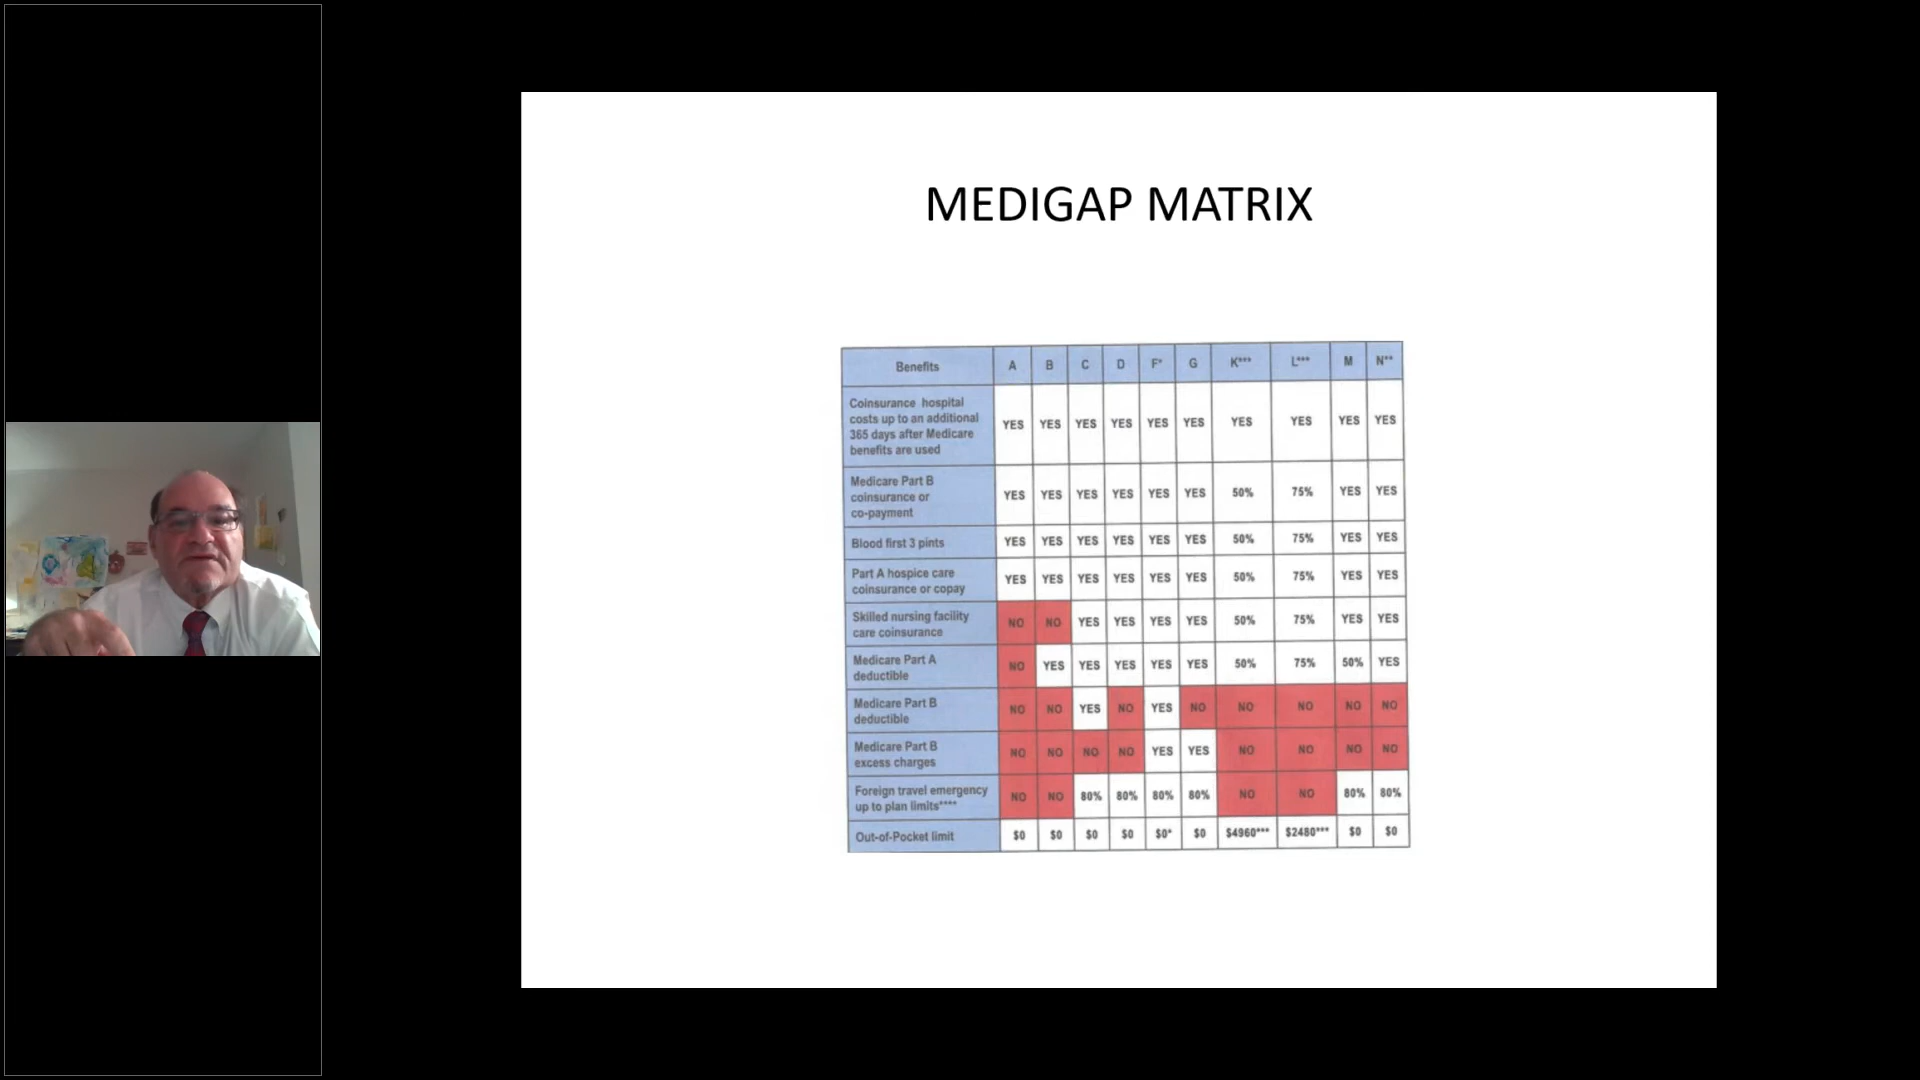 MEDIGAP MATRIX
Benefits A B C D F* G K*** L*** M N**
Coinsurance hospital
costs up to an additional
365 days after Medicare
benefits are used
YES YES YES YES YES YES YES YES YES YES
Medicare Part B
coinsurance or
co-payment
YES YES YES YES YES YES 50% 75% YES YES
Blood first 3 pints YES YES YES YES YES YES 50% 75% YES YES
Part A hospice care
coinsurance or copay
YES YES YES YES YES YES 50% 75% YES YES
Skilled nursing facility
care coinsurance
NO NO YES YES YES YES 50% 75% YES YES
Medicare Part A
deductible
NO YES YES YES YES YES 50% 75% 50% YES
Medicare Part B
deductible
NO NO YES NO YES NO NO NO NO NO
Medicare Part B
excess charges
NO NO NO NO YES YES NO NO NO NO
Foreign travel emergency
up to plan limits****
NO NO 80% 80% 80% 80% NO NO 80% 80%
Out-of-Pocket limit $0 $0 $0 $0 $0* $0 $4960*** $2480*** $0 $0